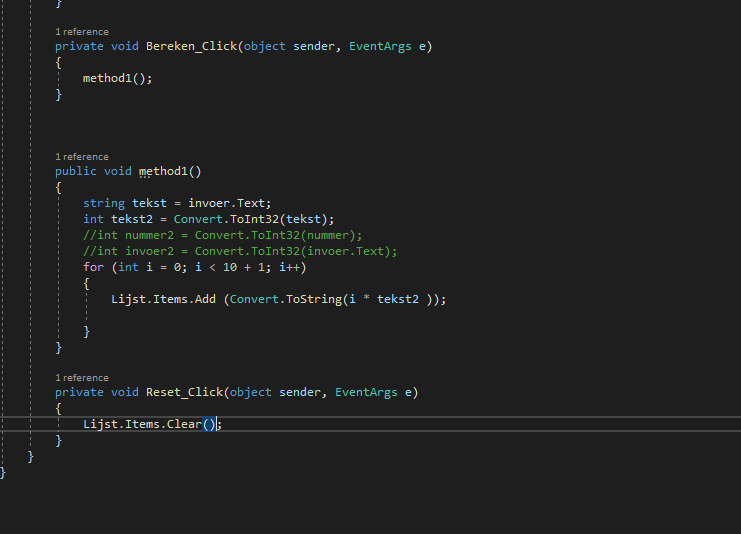 }
1 reference
private void Bereken_Click(object sender, EventArgs e)
{
method1();
}
1 reference
public void method1()
{
string tekst = invoer.Text;
int tekst2 = Convert.ToInt32(tekst);
//int nummer2 = Convert.ToInt32(nummer);
//int invoer2 = Convert.ToInt32(invoer.Text);
for (int i = 0; i < 10 + 1; i++)
{
Lijst.Items.Add (Convert.ToString(i * tekst2 ));
}
}
1 reference
private void Reset_Click(object sender, EventArgs e)
{
Lijst.Items.Clear();
}
}
}